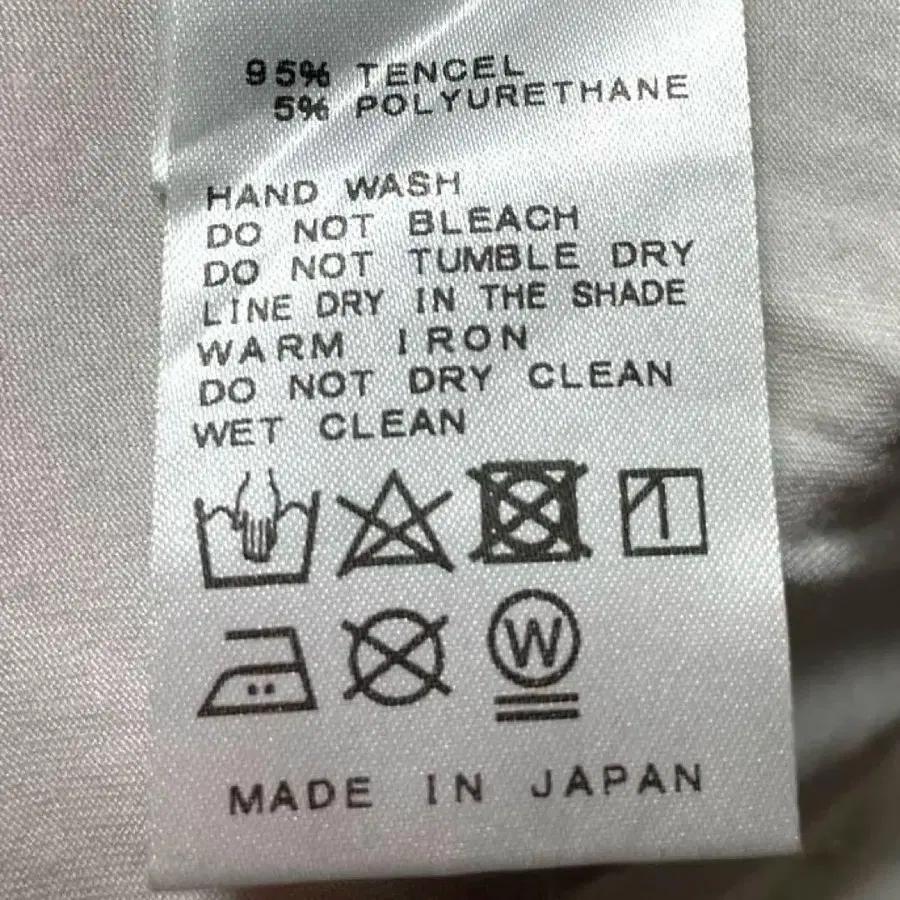 95% TENCEL
5% POLYURETHANE
HAND WASH
DO NOT BLEACH
DO NOT TUMBLE DRY
LINE DRY IN THE SHADE
WARM IRON
DO NOT DRY CLEAN
WET CLEAN
W
MADE IN JAPAN